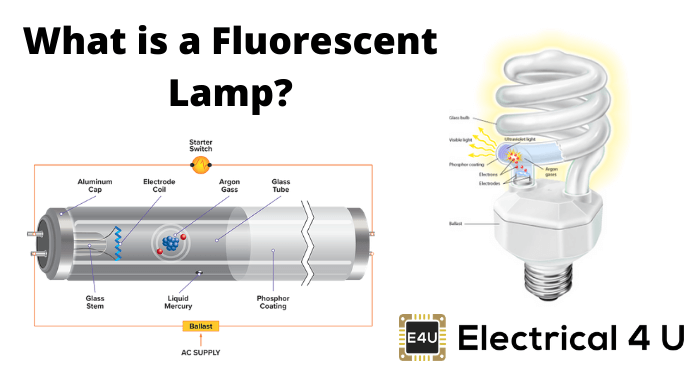 What is a Fluorescent
Lamp?
Starter
Switch
Aluminum
Cap
Electrode
Coil
Argon
Gass
Glass
Tube
Glass
Stem
Liquid
Mercury
Phosphor
Coating
Ballast
AC SUPPLY
Glass bulb
Visible light
Ultraviolet light
Phosphor coating
Argon
gases
Electrons
Electrodes
Ballast
E4U
Electrical 4 U